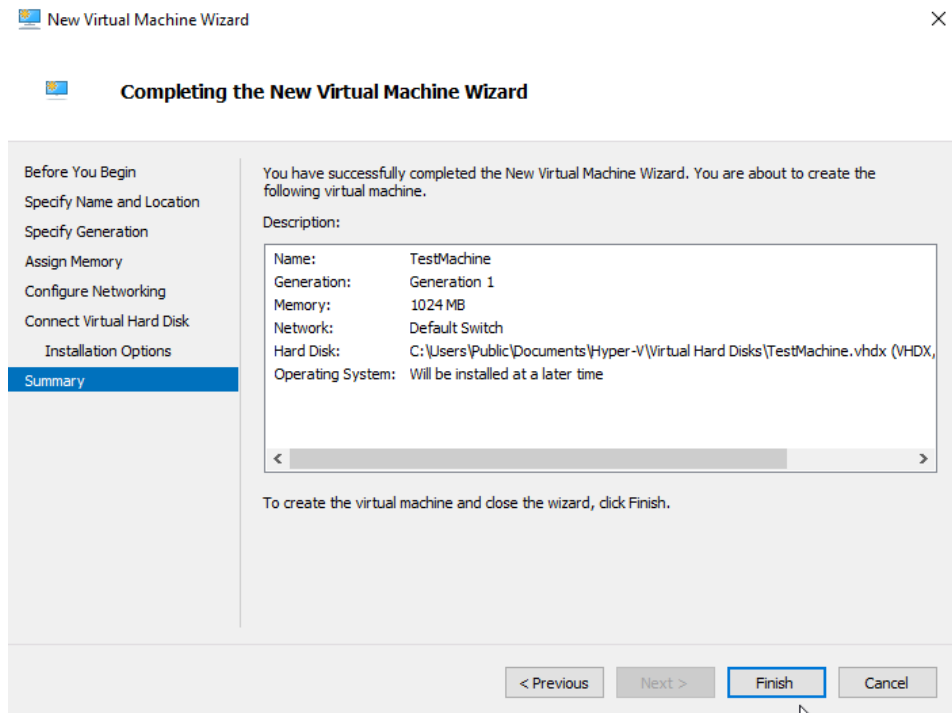 New Virtual Machine Wizard
Completing the New Virtual Machine Wizard
Before You Begin
Specify Name and Location
Specify Generation
Assign Memory
Configure Networking
Connect Virtual Hard Disk
Installation Options
Summary
You have successfully completed the New Virtual Machine Wizard. You are about to create the
following virtual machine.
Description:
Name: TestMachine
Generation: Generation 1
Memory: 1024 MB
Network: Default Switch
Hard Disk: C:\Users\Public\Documents\Hyper-V\Virtual Hard Disks\TestMachine.vhdx (VHDX,
Operating System: Will be installed at a later time
To create the virtual machine and close the wizard, click Finish.
< Previous
Next >
Finish
Cancel